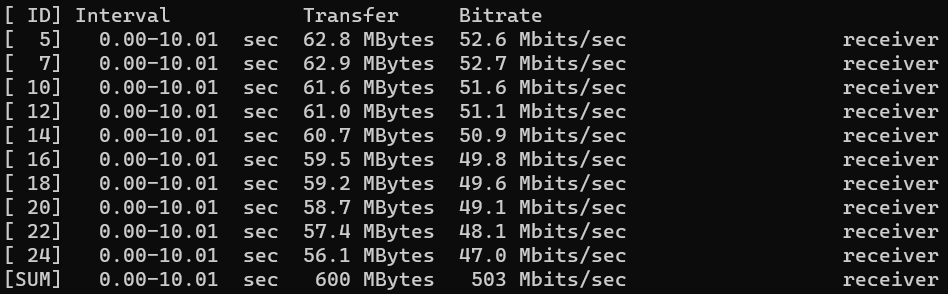 [ ID] Interval           Transfer     Bitrate
[  5]   0.00-10.01  sec  62.8 MBytes  52.6 Mbits/sec                  receiver
[  7]   0.00-10.01  sec  62.9 MBytes  52.7 Mbits/sec                  receiver
[ 10]   0.00-10.01  sec  61.6 MBytes  51.6 Mbits/sec                  receiver
[ 12]   0.00-10.01  sec  61.0 MBytes  51.1 Mbits/sec                  receiver
[ 14]   0.00-10.01  sec  60.7 MBytes  50.9 Mbits/sec                  receiver
[ 16]   0.00-10.01  sec  59.5 MBytes  49.8 Mbits/sec                  receiver
[ 18]   0.00-10.01  sec  59.2 MBytes  49.6 Mbits/sec                  receiver
[ 20]   0.00-10.01  sec  58.7 MBytes  49.1 Mbits/sec                  receiver
[ 22]   0.00-10.01  sec  57.4 MBytes  48.1 Mbits/sec                  receiver
[ 24]   0.00-10.01  sec  56.1 MBytes  47.0 Mbits/sec                  receiver
[SUM]   0.00-10.01  sec   600 MBytes   503 Mbits/sec                  receiver